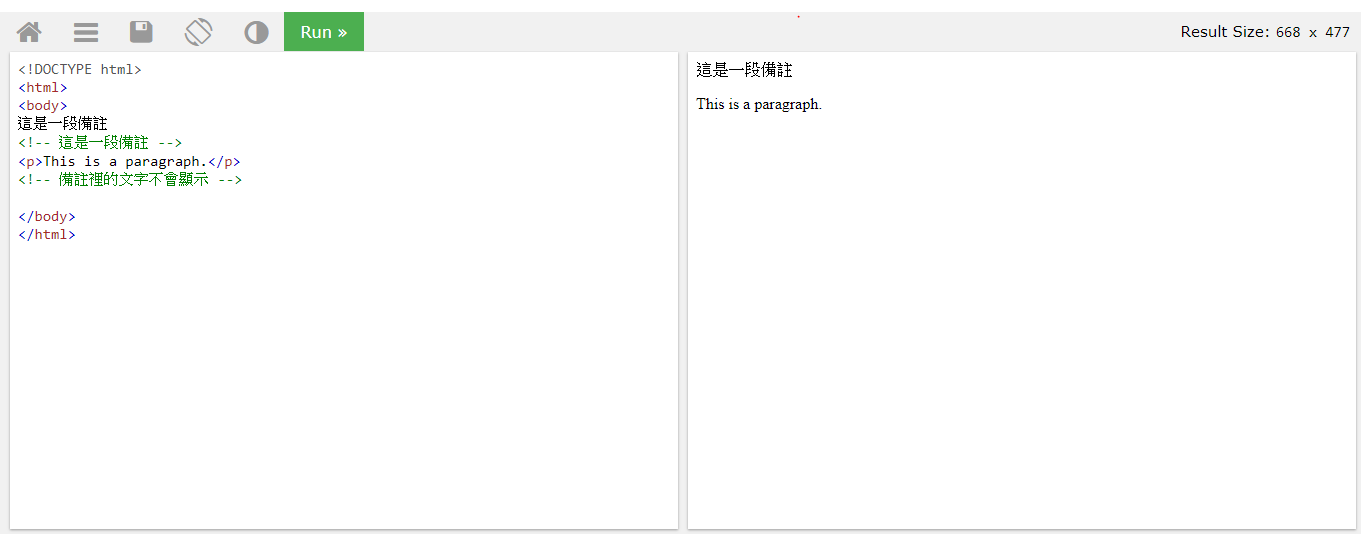 Run »
Result Size: 668 x 477
<!DOCTYPE html>
<html>
<body>
這是一段備註
<!-- 這是一段備註 -->
<p>This is a paragraph.</p>
<!-- 備註裡的文字不會顯示 -->
</body>
</html>
這是一段備註
This is a paragraph.